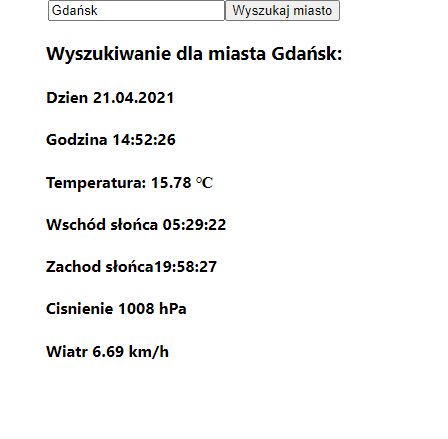 Gdańsk Wyszukaj miasto
Wyszukiwanie dla miasta Gdańsk:
Dzien 21.04.2021
Godzina 14:52:26
Temperatura: 15.78 °C
Wschód słońca 05:29:22
Zachod słońca19:58:27
Cisnienie 1008 hPa
Wiatr 6.69 km/h